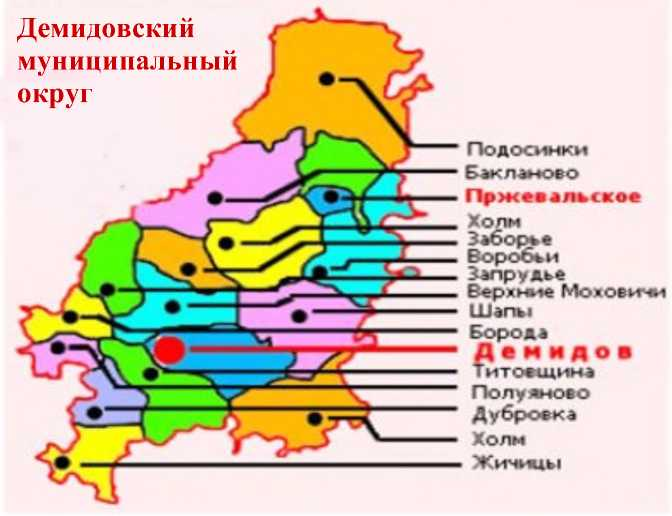 Демидовский
муниципальный
округ
Подосинки
Бакланово
Пржевальское
Холм
Заборье
Воробьи
Запрудье
Верхние Моховичи
Шапы
Борода
Демидов
Титовщина
Полуяново
Дубровка
Холм
Жичицы